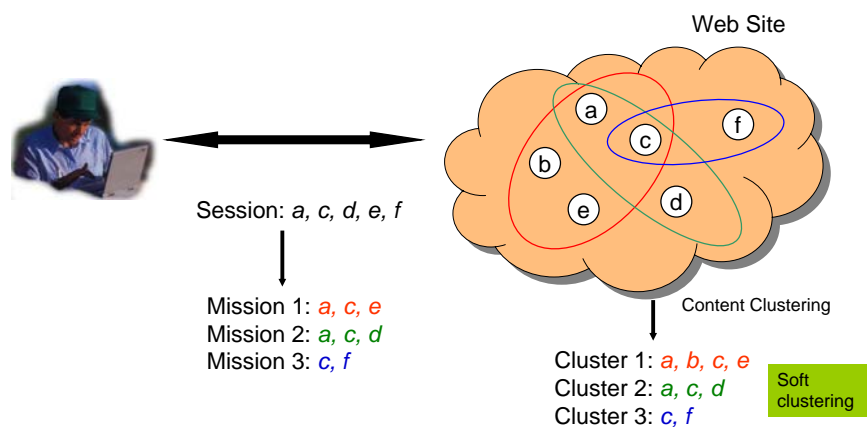 Web Site
a
c
f
b
e
d
Session: a, c, d, e, f
Mission 1: a, c, e
Mission 2: a, c, d
Mission 3: c, f
Content Clustering
Cluster 1: a, b, c, e
Cluster 2: a, c, d
Cluster 3: c, f
Soft
clustering